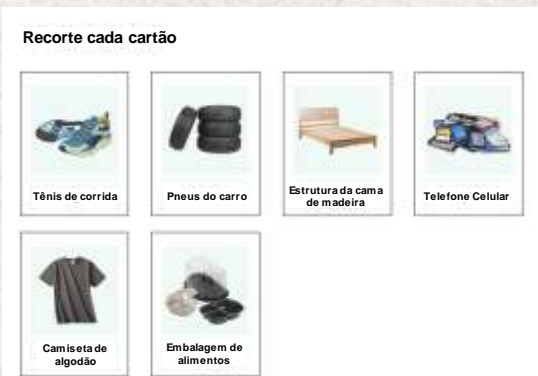 Recorte cada cartão
Tênis de corrida
Pneus do carro
Estrutura da cama
de madeira
Telefone Celular
Camiseta de
algodão
Embalagem de
alimentos